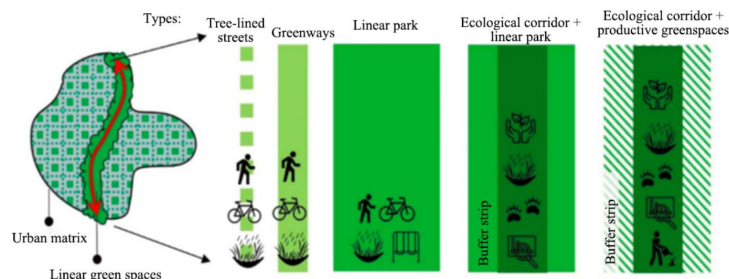 Types:
Tree-lined
streets
Greenways
Linear park
Ecological corridor +
linear park
Ecological corridor +
productive greenspaces
Buffer strip
Buffer strip
Urban matrix
Linear green spaces